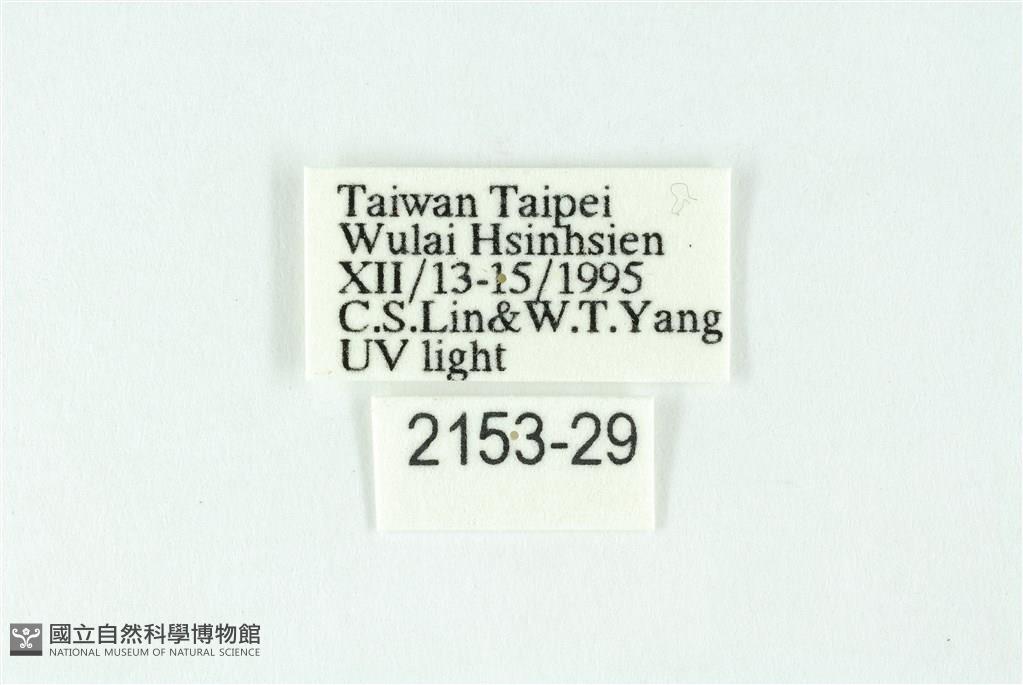 Taiwan Taipei
Wulai Hsinhsien
XII/13-15/1995
C.S.Lin&W.T.Yang
UV light
2153-29
國立自然科學博物館
NATIONAL MUSEUM OF NATURAL SCIENCE